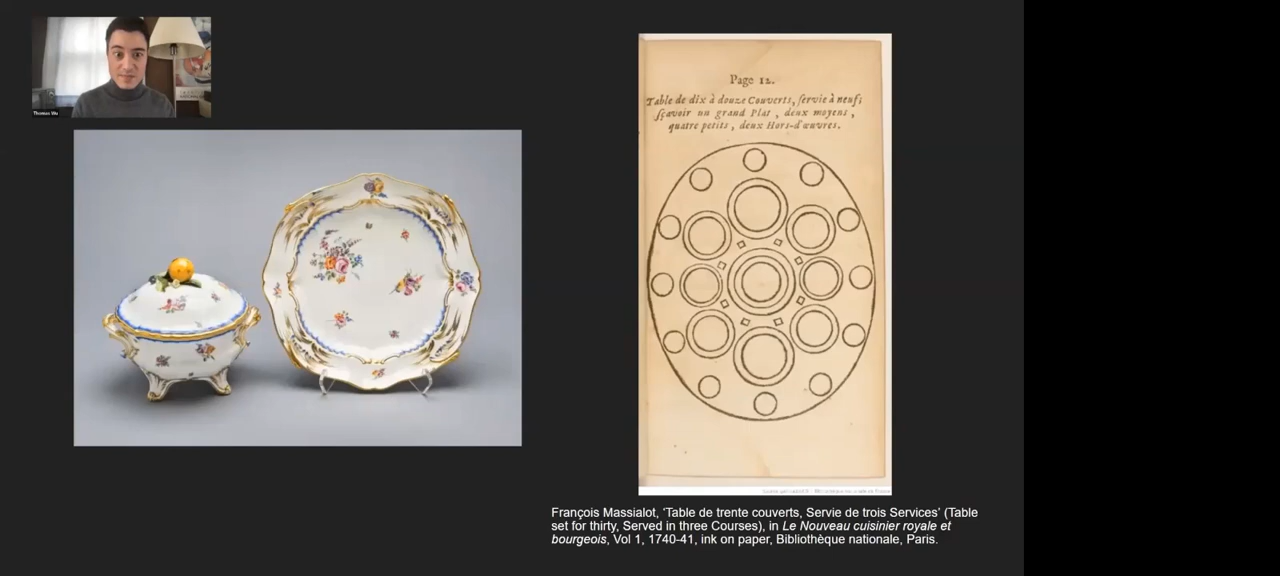 Thomas Wu
Page 12.
Table de dix à douze Couverts, servie à neuf;
sçavoir un grand Plat, deux moyens,
quatre petits, deux Hors-d'œuvres.
François Massialot, ‘Table de trente couverts, Servie de trois Services’ (Table
set for thirty, Served in three Courses), in Le Nouveau cuisinier royale et
bourgeois, Vol 1, 1740-41, ink on paper, Bibliothèque nationale, Paris.